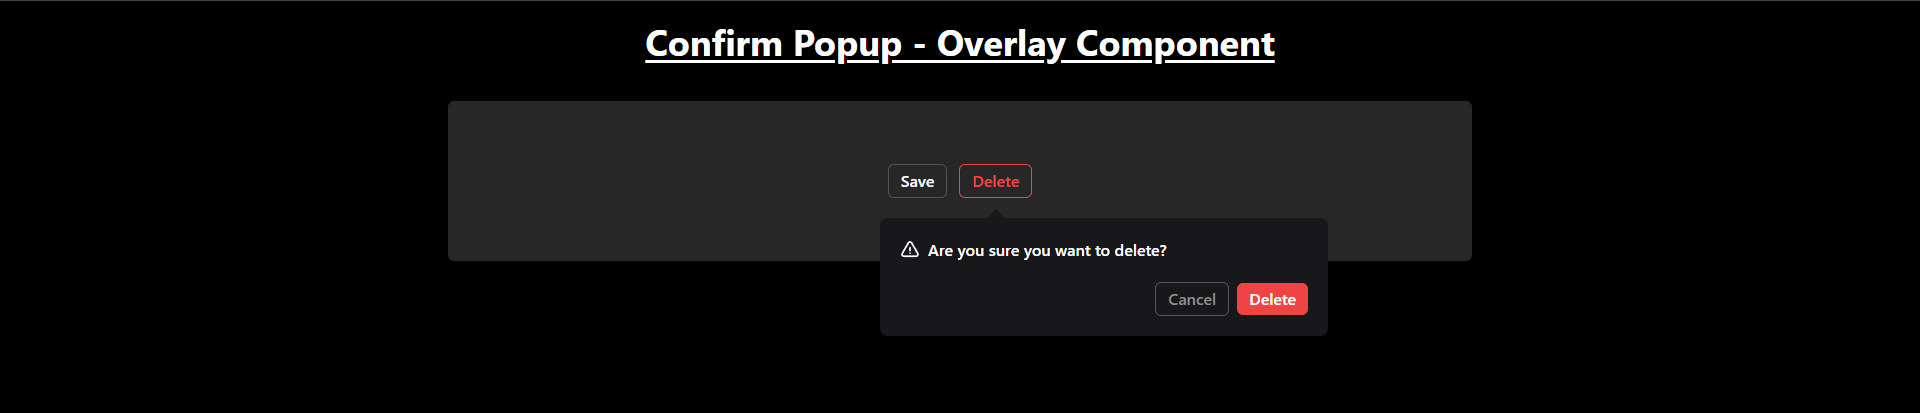 Confirm Popup - Overlay Component
Save Delete
Are you sure you want to delete?
Cancel Delete